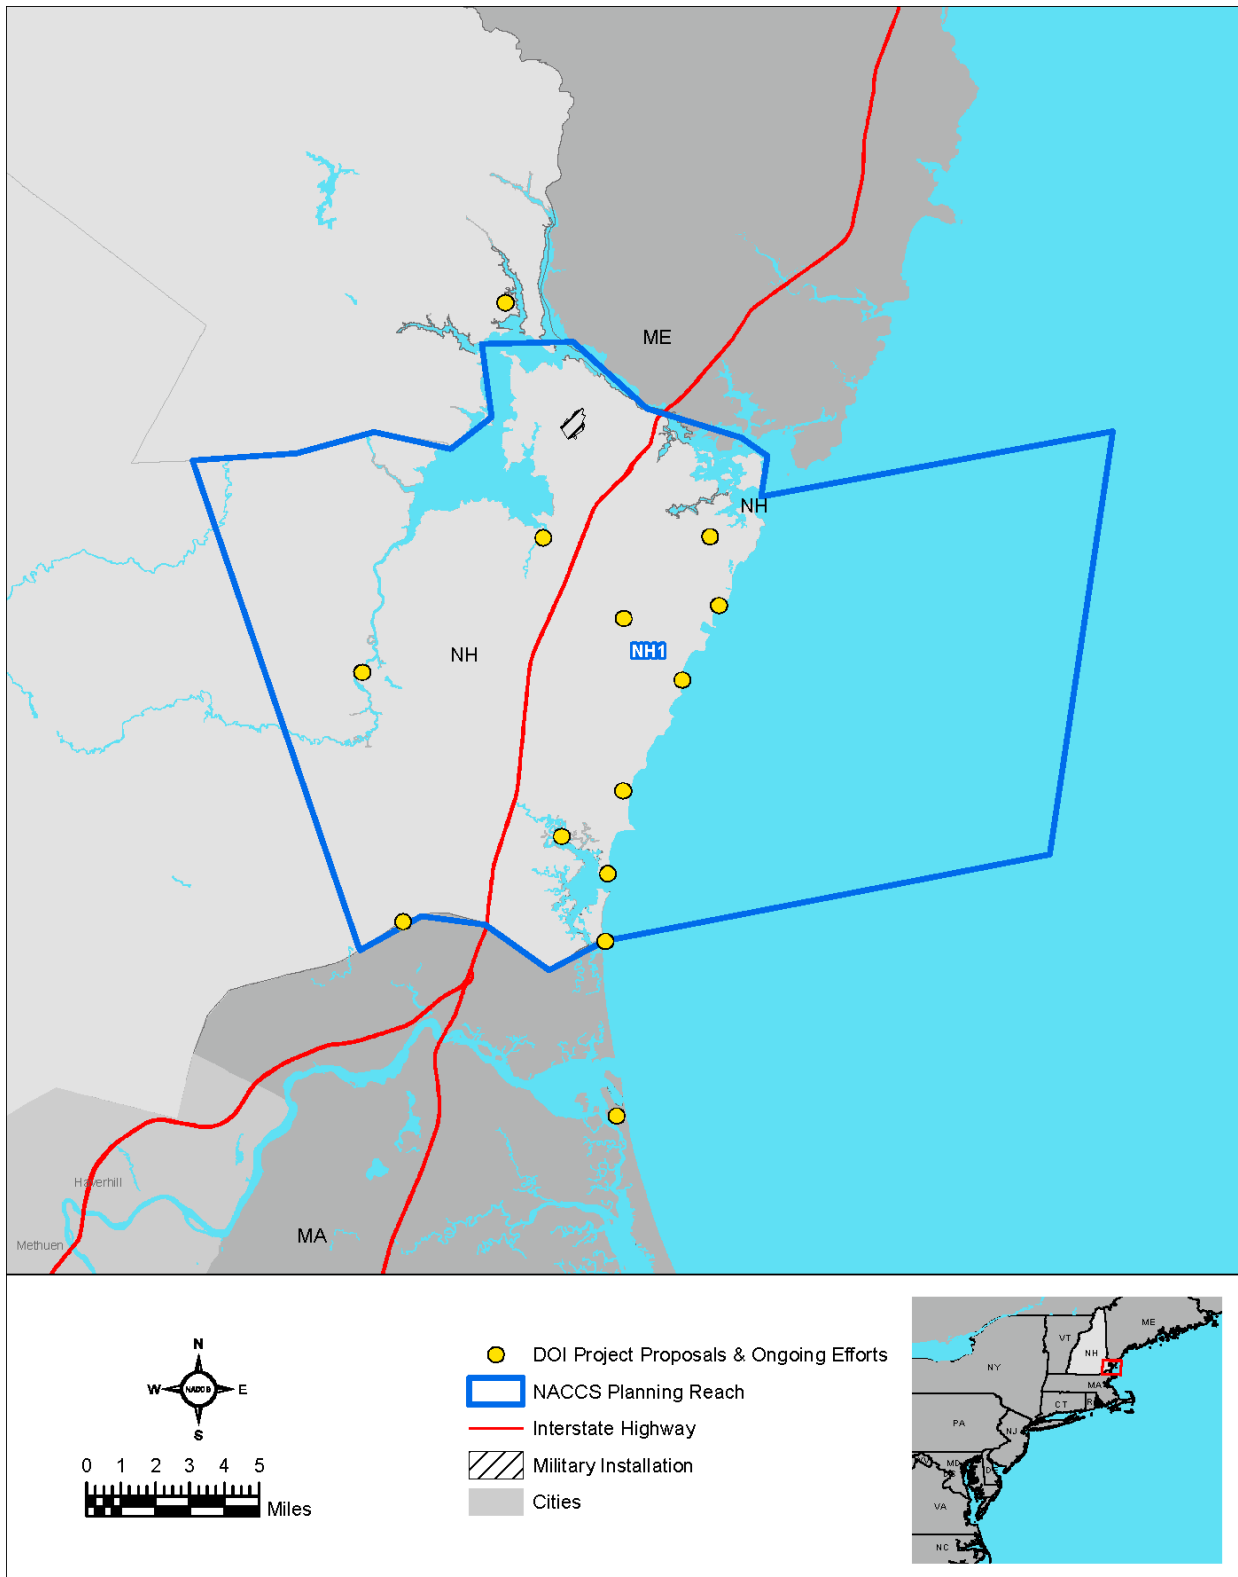 ME
NH
NH
NH1
Haverhill
Methuen
MA
N
W
NACCS
E
S
0 1 2 3 4 5
Miles
DOI Project Proposals & Ongoing Efforts
NACCS Planning Reach
Interstate Highway
Military Installation
Cities
ME
VT
NH
NY
MA
CT
R
PA
NJ
MD
DE
VA
NC